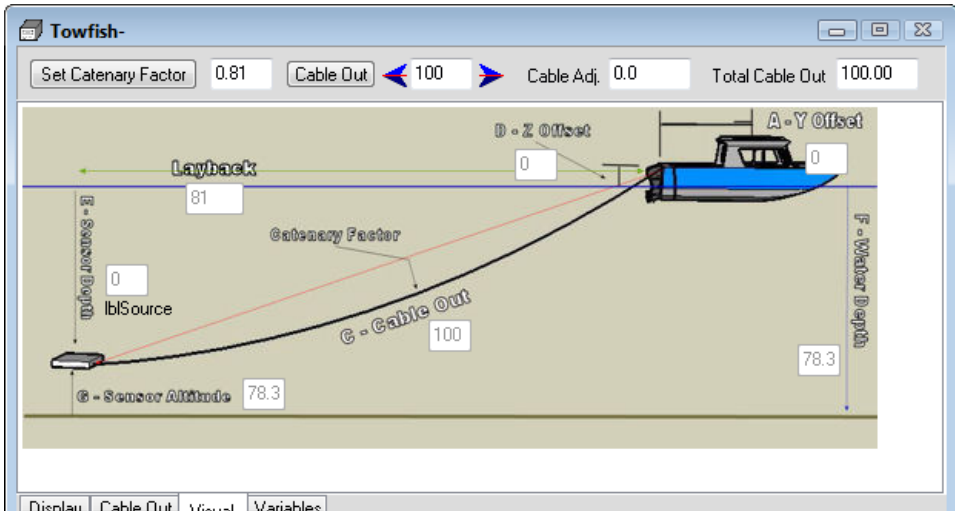 Towfish-
Set Catenary Factor 0.81 Cable Out 100 Cable Adj. 0.0 Total Cable Out 100.00
D - Z Offset
A - Y Offset
0
0
Layback
81
E - Sensor Depth
Catenary Factor
F - Water Depth
0
lblSource
C - Cable Out
100
78.3
G - Sensor Altitude 78.3
Display Cable Out Visual Variables